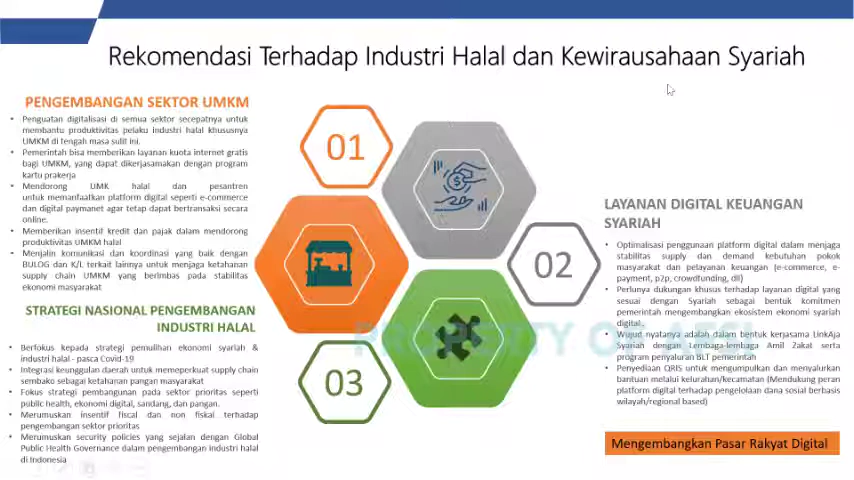 Rekomendasi Terhadap Industri Halal dan Kewirausahaan Syariah
PENGEMBANGAN SEKTOR UMKM
• Penguatan digitalisasi di semua sektor secepatnya untuk
membantu produktivitas pelaku industri halal khususnya
UMKM di tengah masa sulit ini.
• Pemerintah bisa memberikan layanan kuota internet gratis
bagi UMKM, yang dapat dikerjasamakan dengan program
kartu prakerja
• Mendorong UMK halal dan pesantren
untuk memanfaatkan platform digital seperti e-commerce
dan digital paymanet agar tetap dapat bertransaksi secara
online.
• Memberikan insentif kredit dan pajak dalam mendorong
produktivitas UMKM halal
• Menjalin komunikasi dan koordinasi yang baik dengan
BULOG dan K/L terkait lainnya untuk menjaga ketahanan
supply chain UMKM yang berimbas pada stabilitas
ekonomi masyarakat
STRATEGI NASIONAL PENGEMBANGAN
INDUSTRI HALAL
• Berfokus kepada strategi pemulihan ekonomi syariah &
industri halal - pasca Covid-19
• Integrasi keunggulan daerah untuk memeperkuat supply chain
sembako sebagai ketahanan pangan masyarakat
• Fokus strategi pembangunan pada sektor prioritas seperti
public health, ekonomi digital, sandang, dan pangan.
• Merumuskan insentif fiscal dan non fiskal terhadap
pengembangan sektor prioritas
• Merumuskan security policies yang sejalan dengan Global
Public Health Governance dalam pengembangan industri halal
di Indonesia
01
02
03
LAYANAN DIGITAL KEUANGAN
SYARIAH
• Optimalisasi penggunaan platform digital dalam menjaga
stabilitas supply dan demand kebutuhan pokok
masyarakat dan pelayanan keuangan (e-commerce, e-
payment, p2p, crowdfunding, dll)
• Perlunya dukungan khusus terhadap layanan digital yang
sesuai dengan Syariah sebagai bentuk komitmen
pemerintah mengembangkan ekosistem ekonomi syariah
digital.
• Wujud nyatanya adalah dalam bentuk kerjasama LinkAja
Syariah dengan Lembaga-lembaga Amil Zakat serta
program penyaluran BLT pemerintah
• Penyediaan QRIS untuk mengumpulkan dan menyalurkan
bantuan melalui kelurahan/kecamatan (Mendukung peran
platform digital terhadap pengelolaan dana sosial berbasis
wilayah/regional based)
Mengembangkan Pasar Rakyat Digital
PROPERTY OF